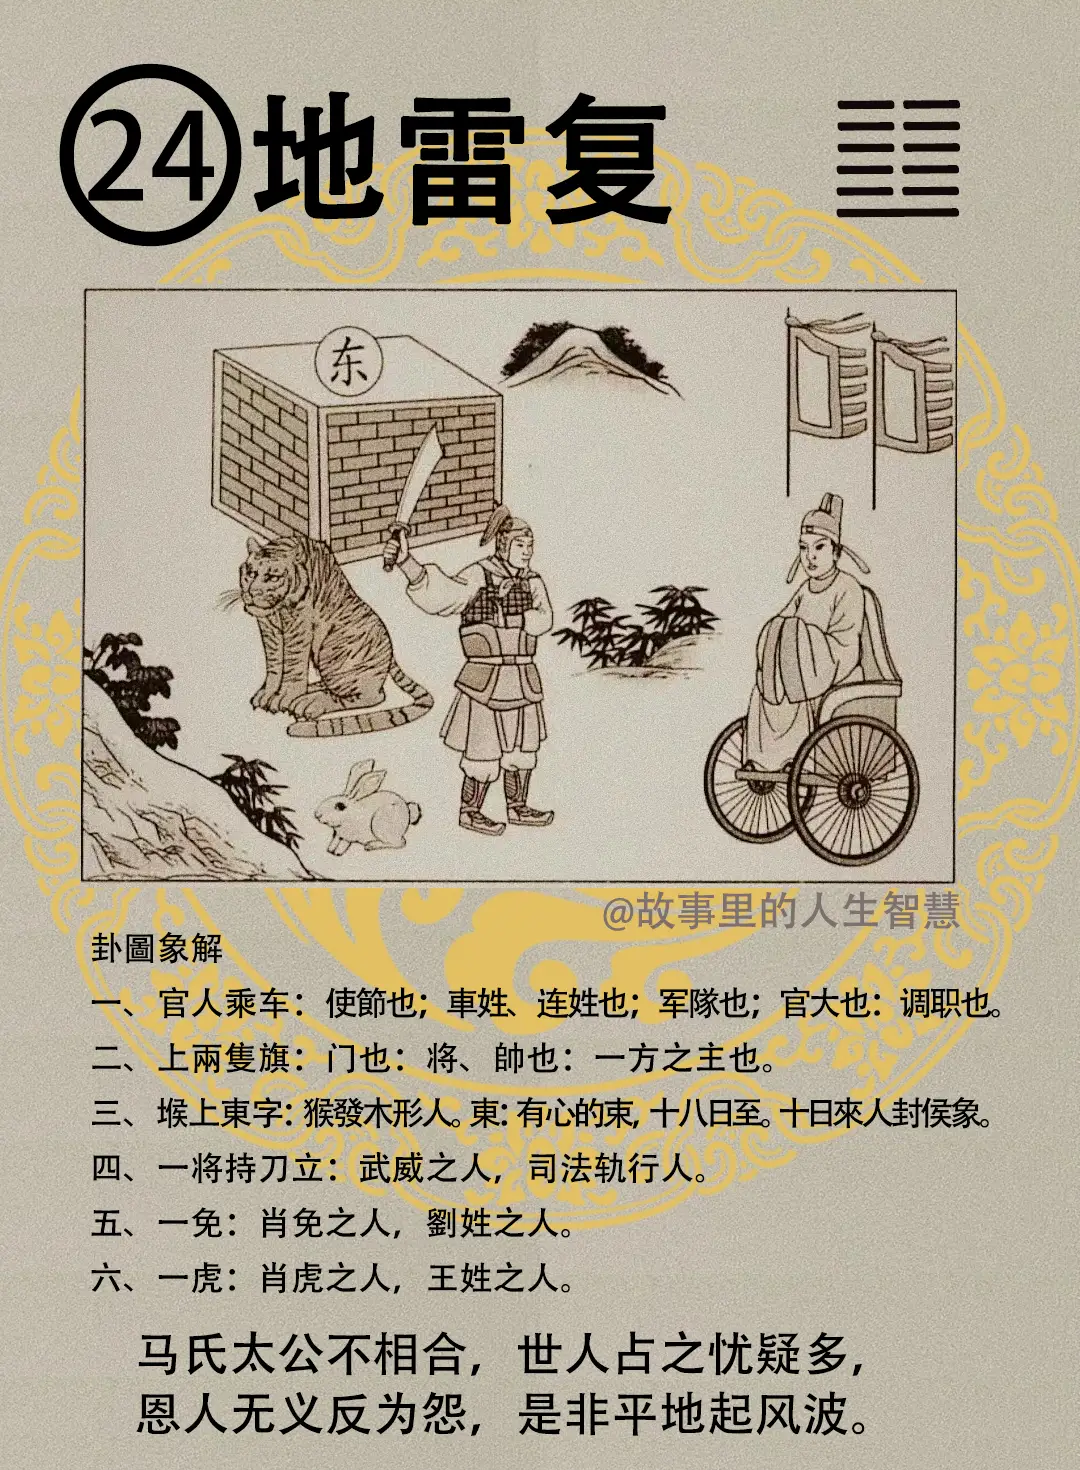 24 地雷复
东
@故事里的人生智慧
卦圖象解
一、官人乘车：使節也；車姓、连姓也；军隊也；官大也：调职也。
二、上兩隻旗：门也：将、帥也：一方之主也。
三、堠上東字：猴發木形人。東：有心的束，十八日至。十日來人封侯象。
四、一将持刀立：武威之人，司法轨行人。
五、一免：肖免之人，劉姓之人。
六、一虎：肖虎之人，王姓之人。
马氏太公不相合，世人占之忧疑多，
恩人无义反为怨，是非平地起风波。